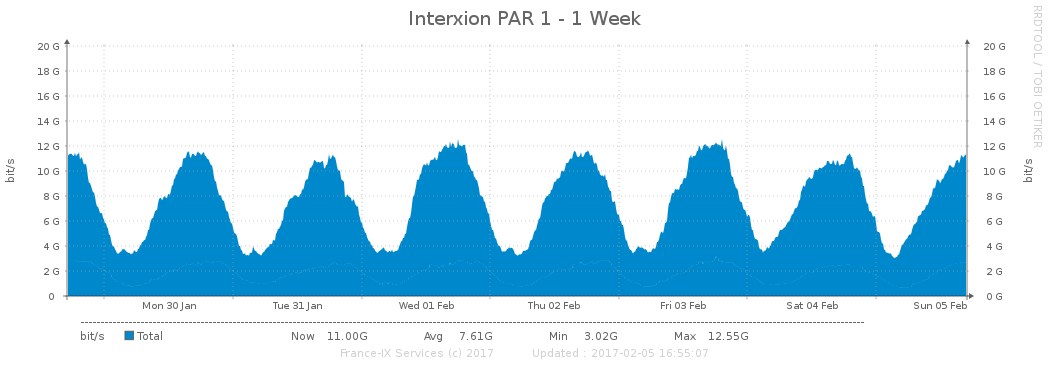 Interxion PAR 1 - 1 Week
RRDTOOL / TOBI OETIKER
20 G 20 G
18 G 18 G
16 G 16 G
14 G 14 G
12 G 12 G
10 G 10 G
8 G 8 G
6 G 6 G
4 G 4 G
2 G 2 G
0 0 G
bit/s
bit/s
Mon 30 Jan Tue 31 Jan Wed 01 Feb Thu 02 Feb Fri 03 Feb Sat 04 Feb Sun 05 Feb
bit/s Total Now 11.00G Avg 7.61G Min 3.02G Max 12.55G
France-IX Services (c) 2017 Updated : 2017-02-05 16:55:07